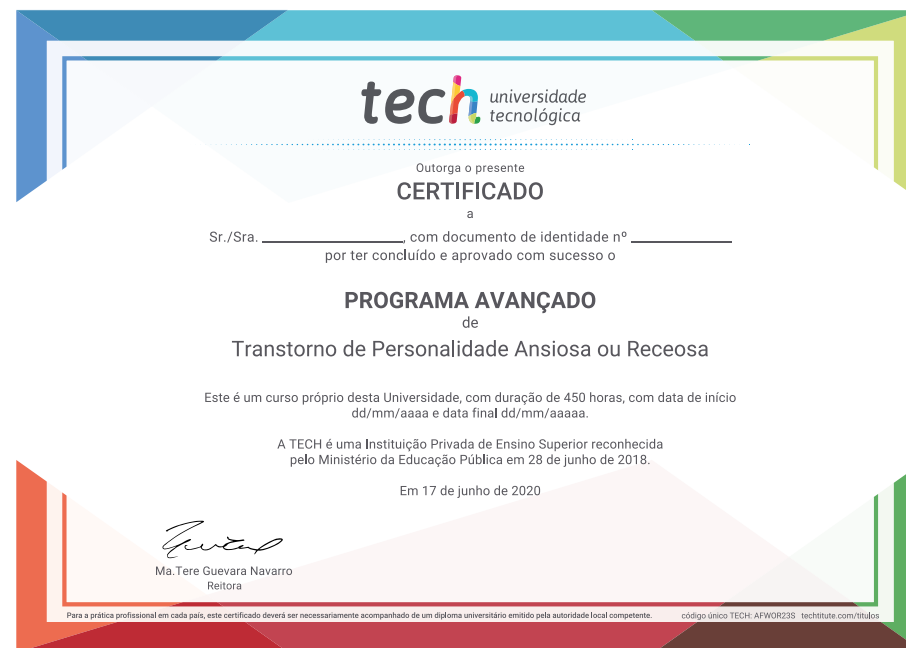 tech universidade
tecnológica
Outorga o presente
CERTIFICADO
a
Sr./Sra. ____________, com documento de identidade nº ____________
por ter concluído e aprovado com sucesso o
PROGRAMA AVANÇADO
de
Transtorno de Personalidade Ansiosa ou Receosa
Este é um curso próprio desta Universidade, com duração de 450 horas, com data de início
dd/mm/aaaa e data final dd/mm/aaaaa.
A TECH é uma Instituição Privada de Ensino Superior reconhecida
pelo Ministério da Educação Pública em 28 de junho de 2018.
Em 17 de junho de 2020
Ma.Tere Guevara Navarro
Reitora
Para a prática profissional em cada país, este certificado deverá ser necessariamente acompanhado de um diploma universitário emitido pela autoridade local competente. código único TECH: AFWOR23S techtitute.com/titulos